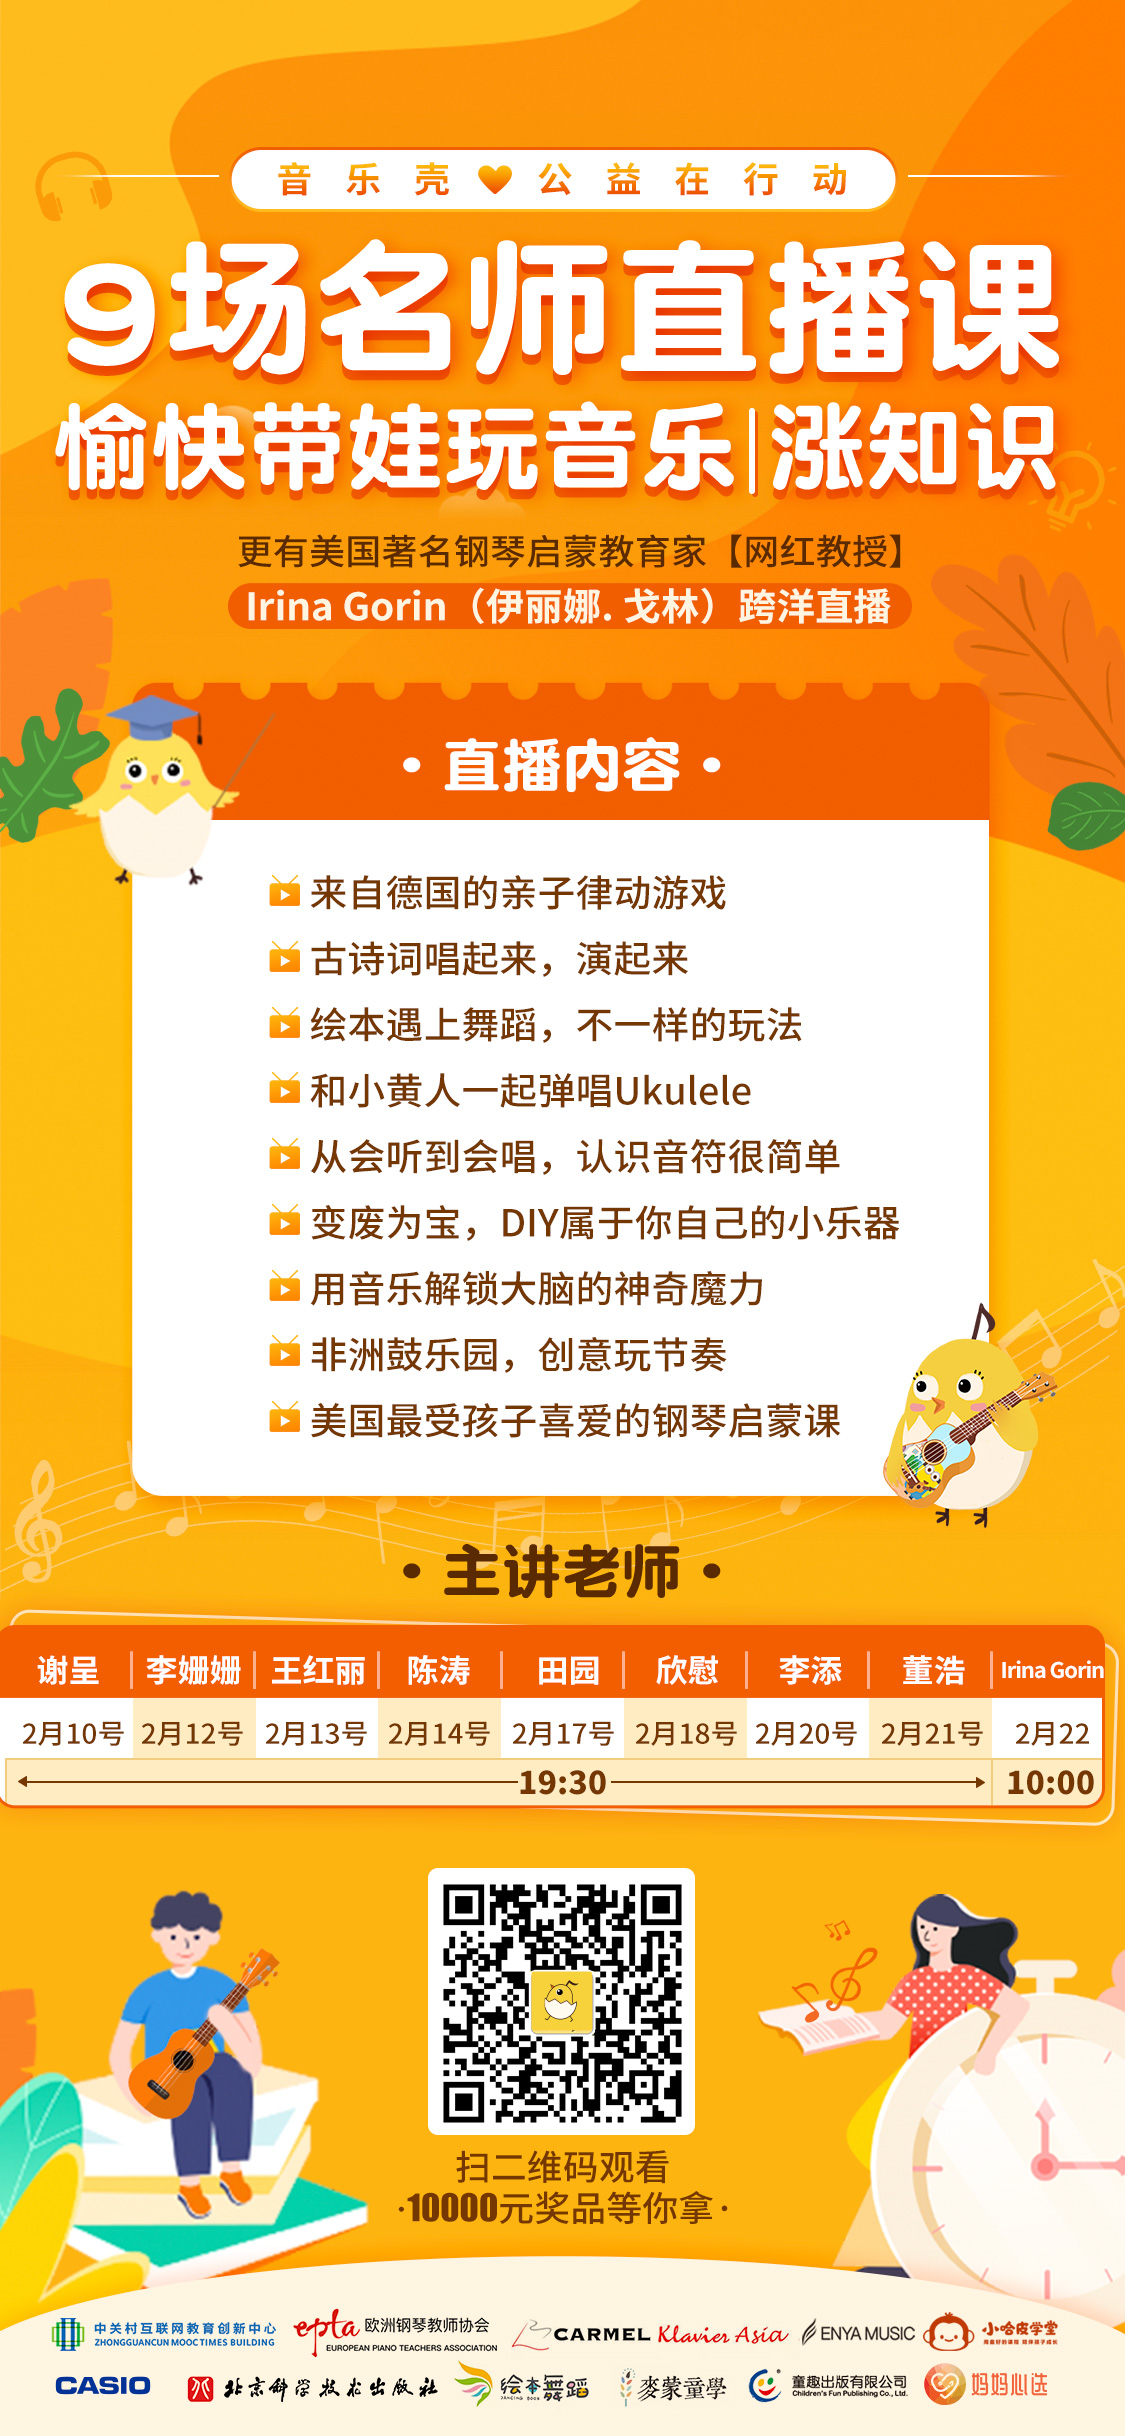 音乐壳 公益在行动
9场名师直播课
愉快带娃玩音乐|涨知识
更有美国著名钢琴启蒙教育家【网红教授】
Irina Gorin（伊丽娜.戈林）跨洋直播
·直播内容·
来自德国的亲子律动游戏
古诗词唱起来，演起来
绘本遇上舞蹈，不一样的玩法
和小黄人一起弹唱Ukulele
从会听到会唱，认识音符很简单
变废为宝，DIY属于你自己的小乐器
用音乐解锁大脑的神奇魔力
非洲鼓乐园，创意玩节奏
美国最受孩子喜爱的钢琴启蒙课
·主讲老师·
谢呈 李姗姗 王红丽 陈涛 田园 欣慰 李添 董浩 Irina Gorin
2月10号 2月12号 2月13号 2月14号 2月17号 2月18号 2月20号 2月21号 2月22
19:30 10:00
扫二维码观看
·10000元奖品等你拿·
中关村互联网教育创新中心
ZHONGGUANCUN MOOC TIMES BUILDING
epta 欧洲钢琴教师协会
EUROPEAN PIANO TEACHERS ASSOCIATION
CARMEL Klavier Asia
ENYA MUSIC
小哈皮学堂
CASIO
北京科学技术出版社
绘本舞蹈
DANCING BOOK
麥蒙童學
童趣出版有限公司
Children's Fun Publishing Co., Ltd.
妈妈心选